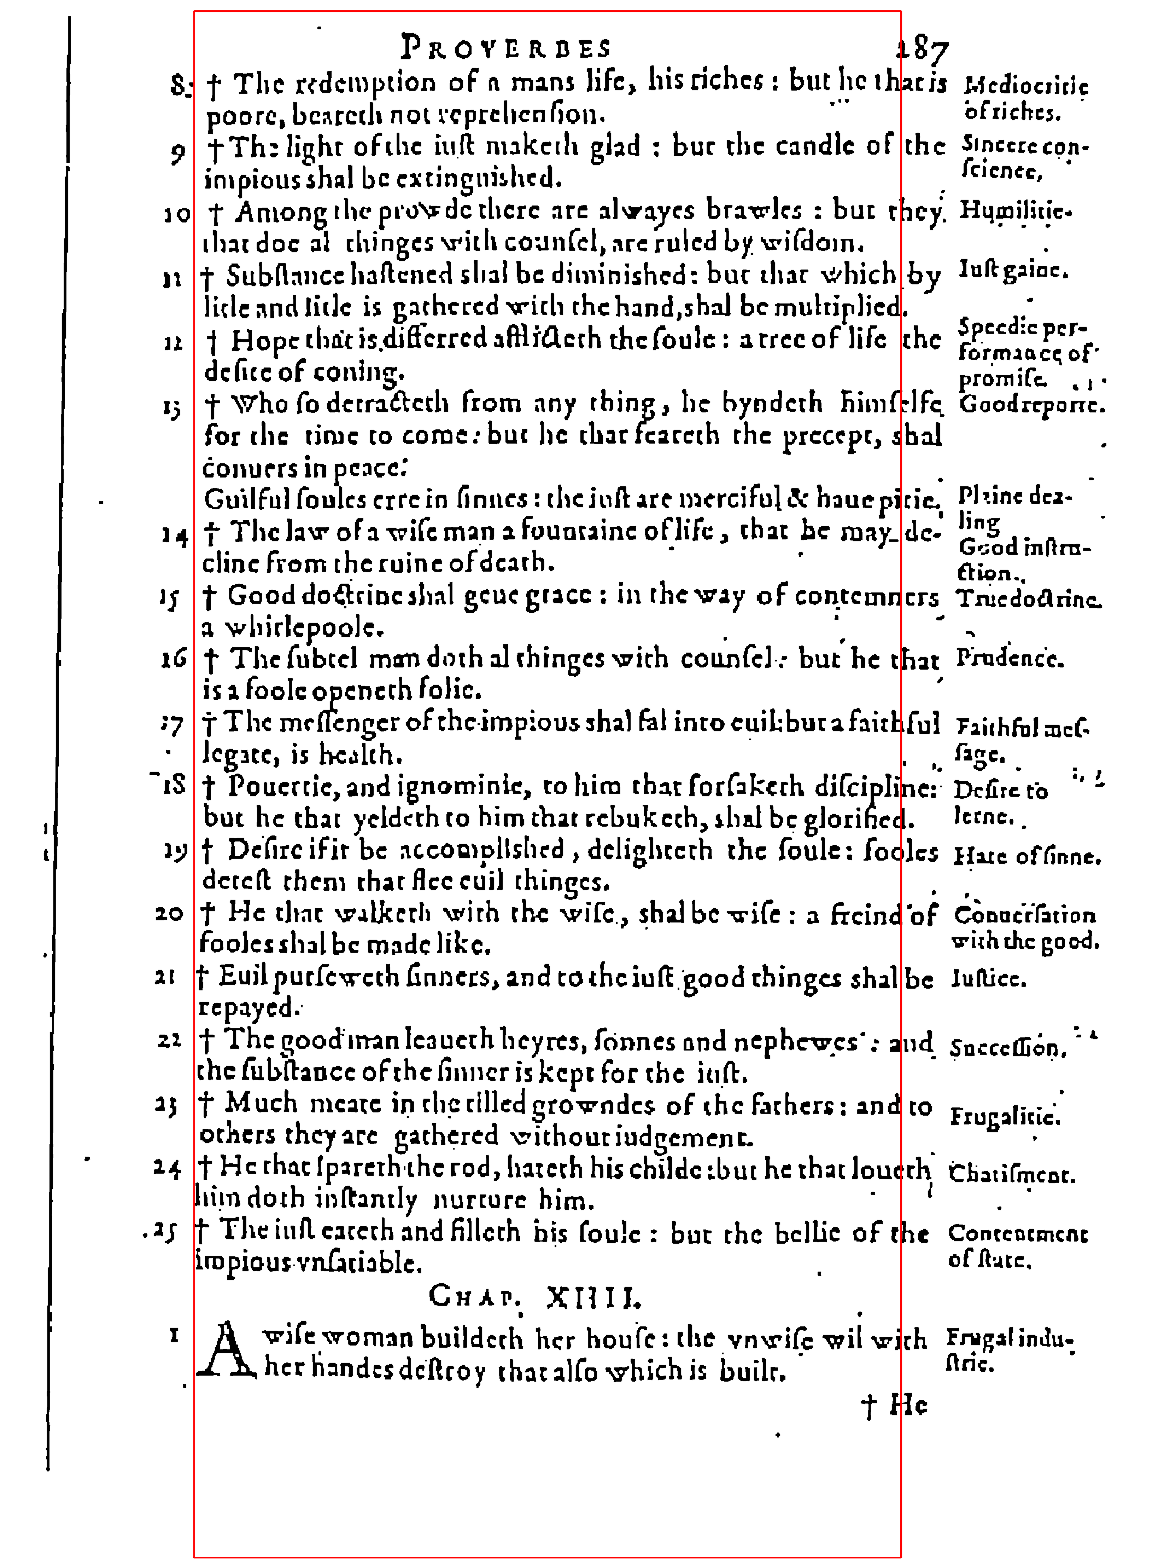 PROVERBES 187
8. † The redemption of a mans life, his riches: but he that is Mediocritie
poore, beareth not reprehension. of riches.
9 † The light of the iust maketh glad: but the candle of the Sincere con-
impious shal be extinguished. science,
10 † Among the prowde there are alwayes brawles: but they Humilitie.
that doe al thinges with counsel, are ruled by wisdom.
11 † Substance hastened shal be diminished: but that which by Iust gaine.
litle and litle is gathered with the hand, shal be multiplied.
12 † Hope that is differred afflicteth the soule: a tree of life the Speedie per-
desire of coming. formance of
promise.
13 † Who so detracteth from any thing, he byndeth himselfe Good reporte.
for the time to come: but he that feareth the precept, shal
conuers in peace.
Guilful soules erre in sinnes: the iust are merciful & haue pitie. Plaine dea-
ling
14 † The law of a wise man a fountaine of life, that he may de- Good instru-
cline from the ruine of death. ction.
15 † Good doctrine shal geue grace: in the way of contemners True doctrine.
a whirlepoole.
16 † The subtel man doth al thinges with counsel: but he that Prudence.
is a foole openeth folie.
17 † The messenger of the impious shal fal into euil: but a faithful Faithful mes-
legate, is health. sage.
18 † Pouertie, and ignominie, to him that forsaketh discipline: Desire to
but he that yeldeth to him that rebuketh, shal be glorified. lerne.
19 † Desire if it be accomplished, delighteth the soule: fooles Hate of sinne.
detest them that flee euil thinges.
20 † He that walketh with the wise, shal be wise: a freind of Conuersation
fooles shal be made like. with the good.
21 † Euil purseweth sinners, and to the iust good thinges shal be Iustice.
repayed.
22 † The good man leaueth heyres, sonnes and nephewes: and Succession.
the substance of the sinner is kept for the iust.
23 † Much meate in the tilled growndes of the fathers: and to Frugalitie.
others they are gathered without iudgement.
24 † He that spareth the rod, hateth his childe: but he that loueth Chatisment.
him doth instantly nurture him.
25 † The iust eateth and filleth his soule: but the bellie of the Contentment
impious vnsatiable. of state.
CHAP. XIIII.
1 A wise woman buildeth her house: the vnwise wil with Frugal indu-
her handes destroy that also which is built. strie.
† He